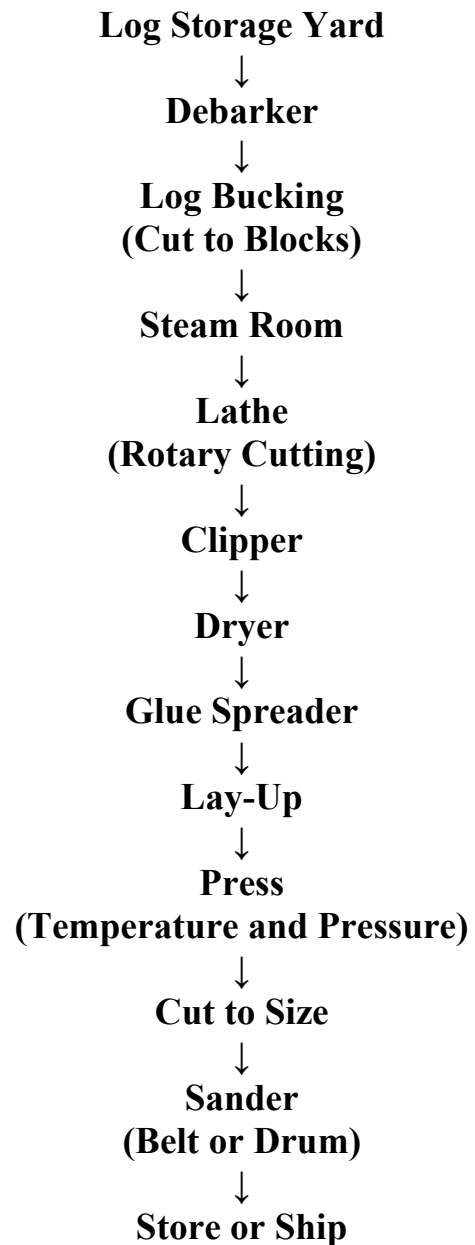 Log Storage Yard
↓
Debarker
↓
Log Bucking
(Cut to Blocks)
↓
Steam Room
↓
Lathe
(Rotary Cutting)
↓
Clipper
↓
Dryer
↓
Glue Spreader
↓
Lay-Up
↓
Press
(Temperature and Pressure)
↓
Cut to Size
↓
Sander
(Belt or Drum)
↓
Store or Ship